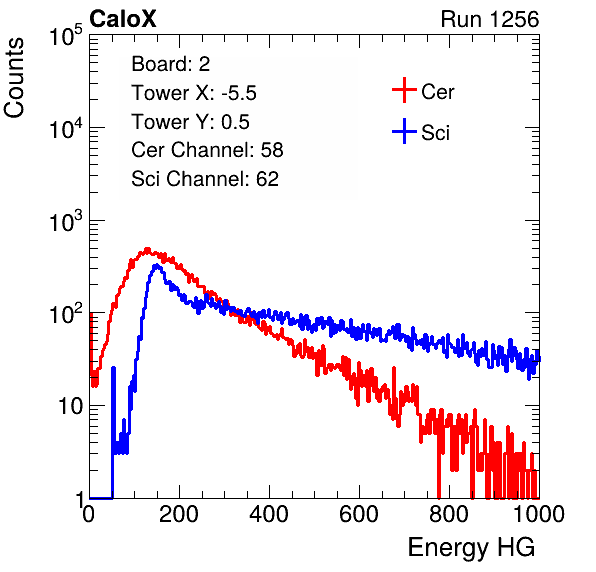 CaloX Run 1256
Counts
10^5
10^4
10^3
10^2
10
1
Board: 2
Tower X: -5.5
Tower Y: 0.5
Cer Channel: 58
Sci Channel: 62
Cer
Sci
0 200 400 600 800 1000
Energy HG